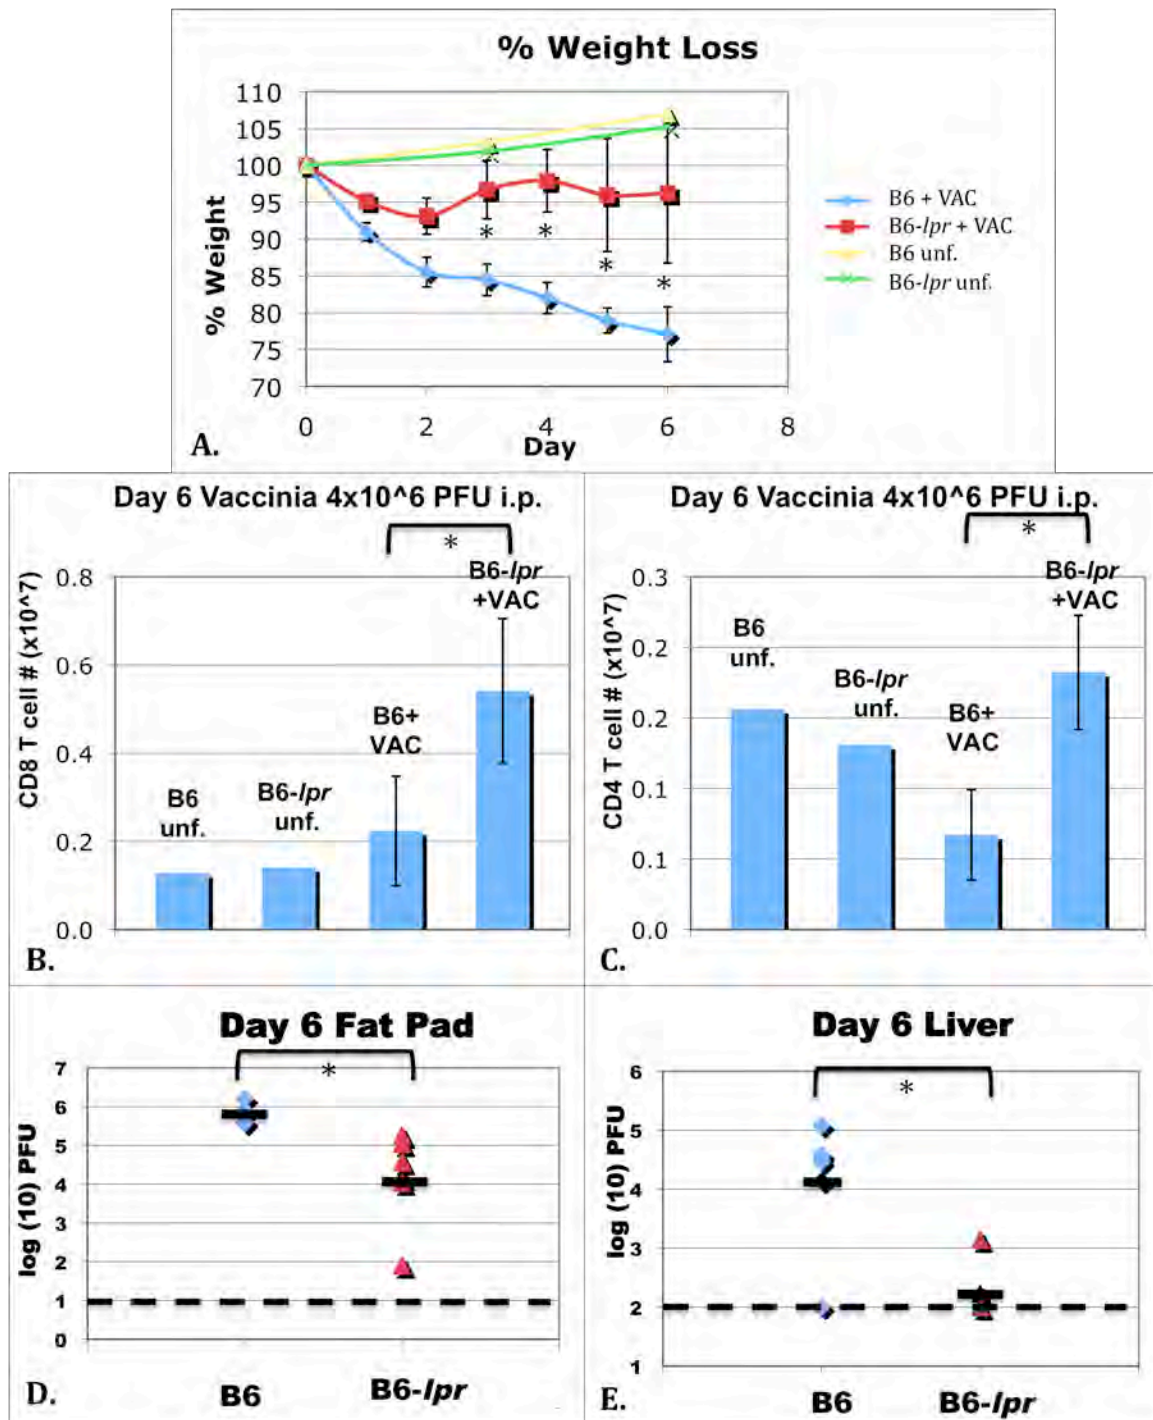 % Weight Loss
110
105
100
95
90
85
80
75
70
% Weight
0 2 4 6 8
Day
* * * *
B6 + VAC
B6-lpr + VAC
B6 unf.
B6-lpr unf.
A.
Day 6 Vaccinia 4x10^6 PFU i.p.
*
CD8 T cell # (x10^7)
0.8
0.6
0.4
0.2
0.0
B6
unf.
B6-lpr
unf.
B6+
VAC
B6-lpr
+VAC
B.
Day 6 Vaccinia 4x10^6 PFU i.p.
*
CD4 T cell # (x10^7)
0.3
0.2
0.2
0.1
0.1
0.0
B6
unf.
B6-lpr
unf.
B6+
VAC
B6-lpr
+VAC
C.
Day 6 Fat Pad
*
log (10) PFU
7
6
5
4
3
2
1
0
B6 B6-lpr
D.
Day 6 Liver
*
log (10) PFU
6
5
4
3
2
1
B6 B6-lpr
E.